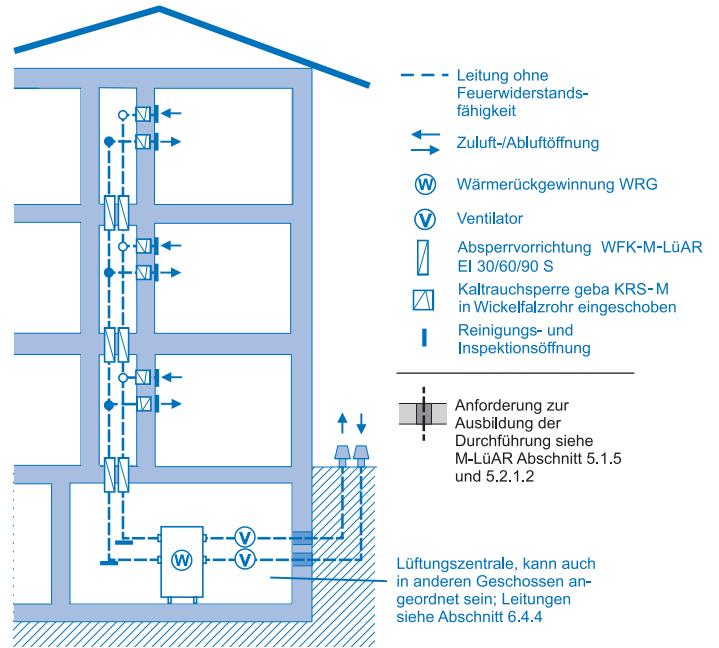 Leitung ohne
Feuerwiderstands-
fähigkeit
Zuluft-/Abluftöffnung
W Wärmerückgewinnung WRG
V Ventilator
Absperrvorrichtung WFK-M-LüAR
EI 30/60/90 S
Kaltrauchsperre geba KRS-M
in Wickelfalzrohr eingeschoben
Reinigungs- und
Inspektionsöffnung
Anforderung zur
Ausbildung der
Durchführung siehe
M-LüAR Abschnitt 5.1.5
und 5.2.1.2
V
W
V
Lüftungszentrale, kann auch
in anderen Geschossen an-
geordnet sein; Leitungen
siehe Abschnitt 6.4.4